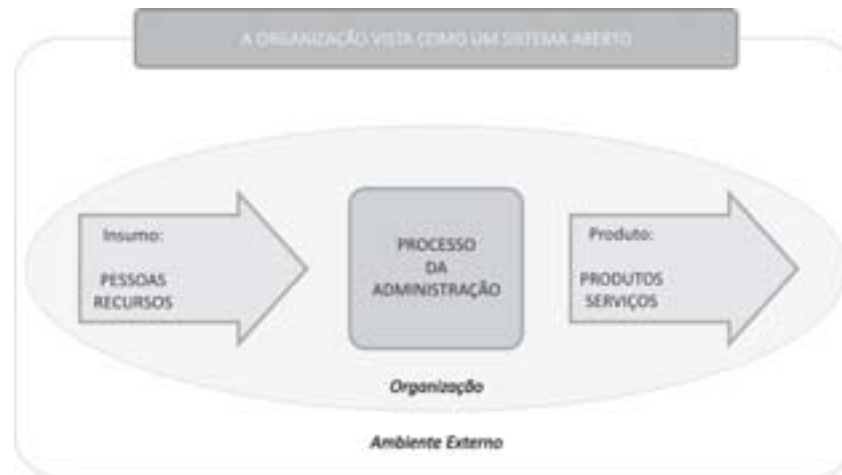 A ORGANIZAÇÃO VISTA COMO UM SISTEMA ABERTO
Insumo:
PESSOAS
RECURSOS
PROCESSO
DA
ADMINISTRAÇÃO
Produto:
PRODUTOS
SERVIÇOS
Organização
Ambiente Externo